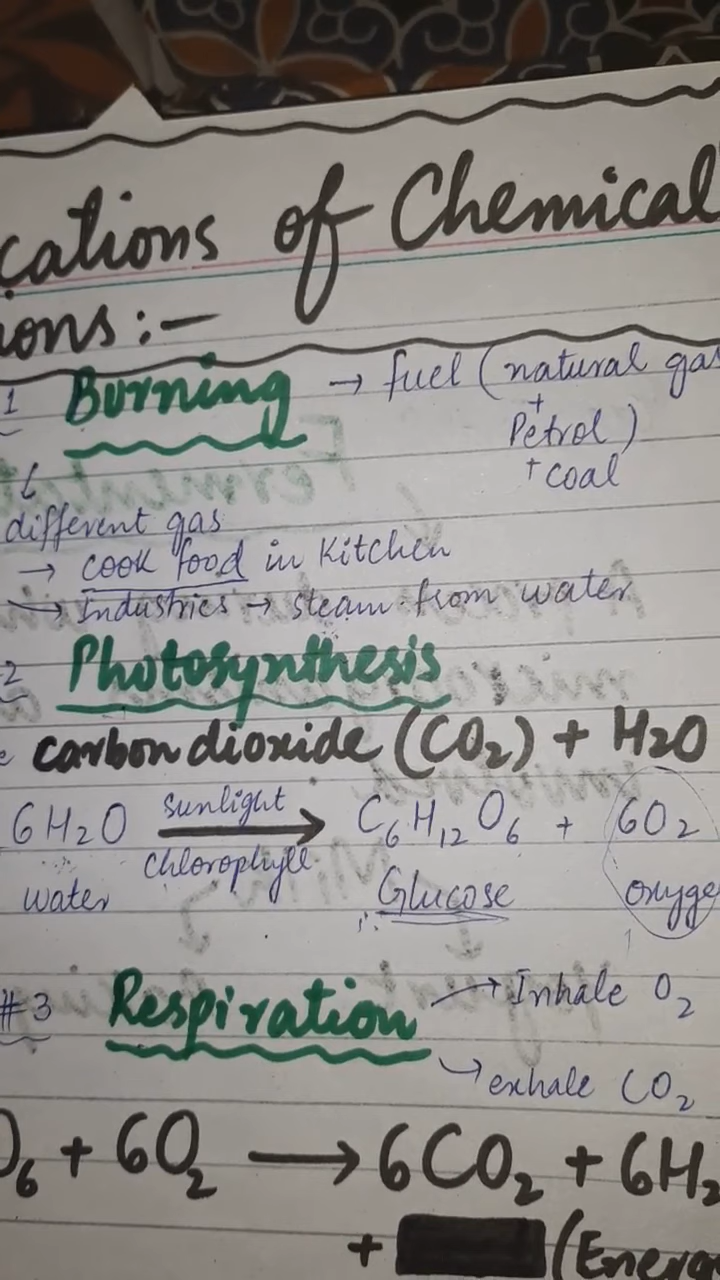 cations of Chemical
ions :-
1 Burning → fuel (natural gas
+
Petrol)
+ coal
different gas
→ cook food in Kitchen
→ Industries → steam from water
2 Photosynthesis
carbon dioxide (CO₂) + H2O
6H2O sunlight → C₆H₁₂O₆ + 6O₂
chlorophyll
water Glucose oxyge
#3 Respiration → Inhale O₂
→ exhale CO₂
O₆ + 6O₂ → 6CO₂ + 6H₂
+ (Energ